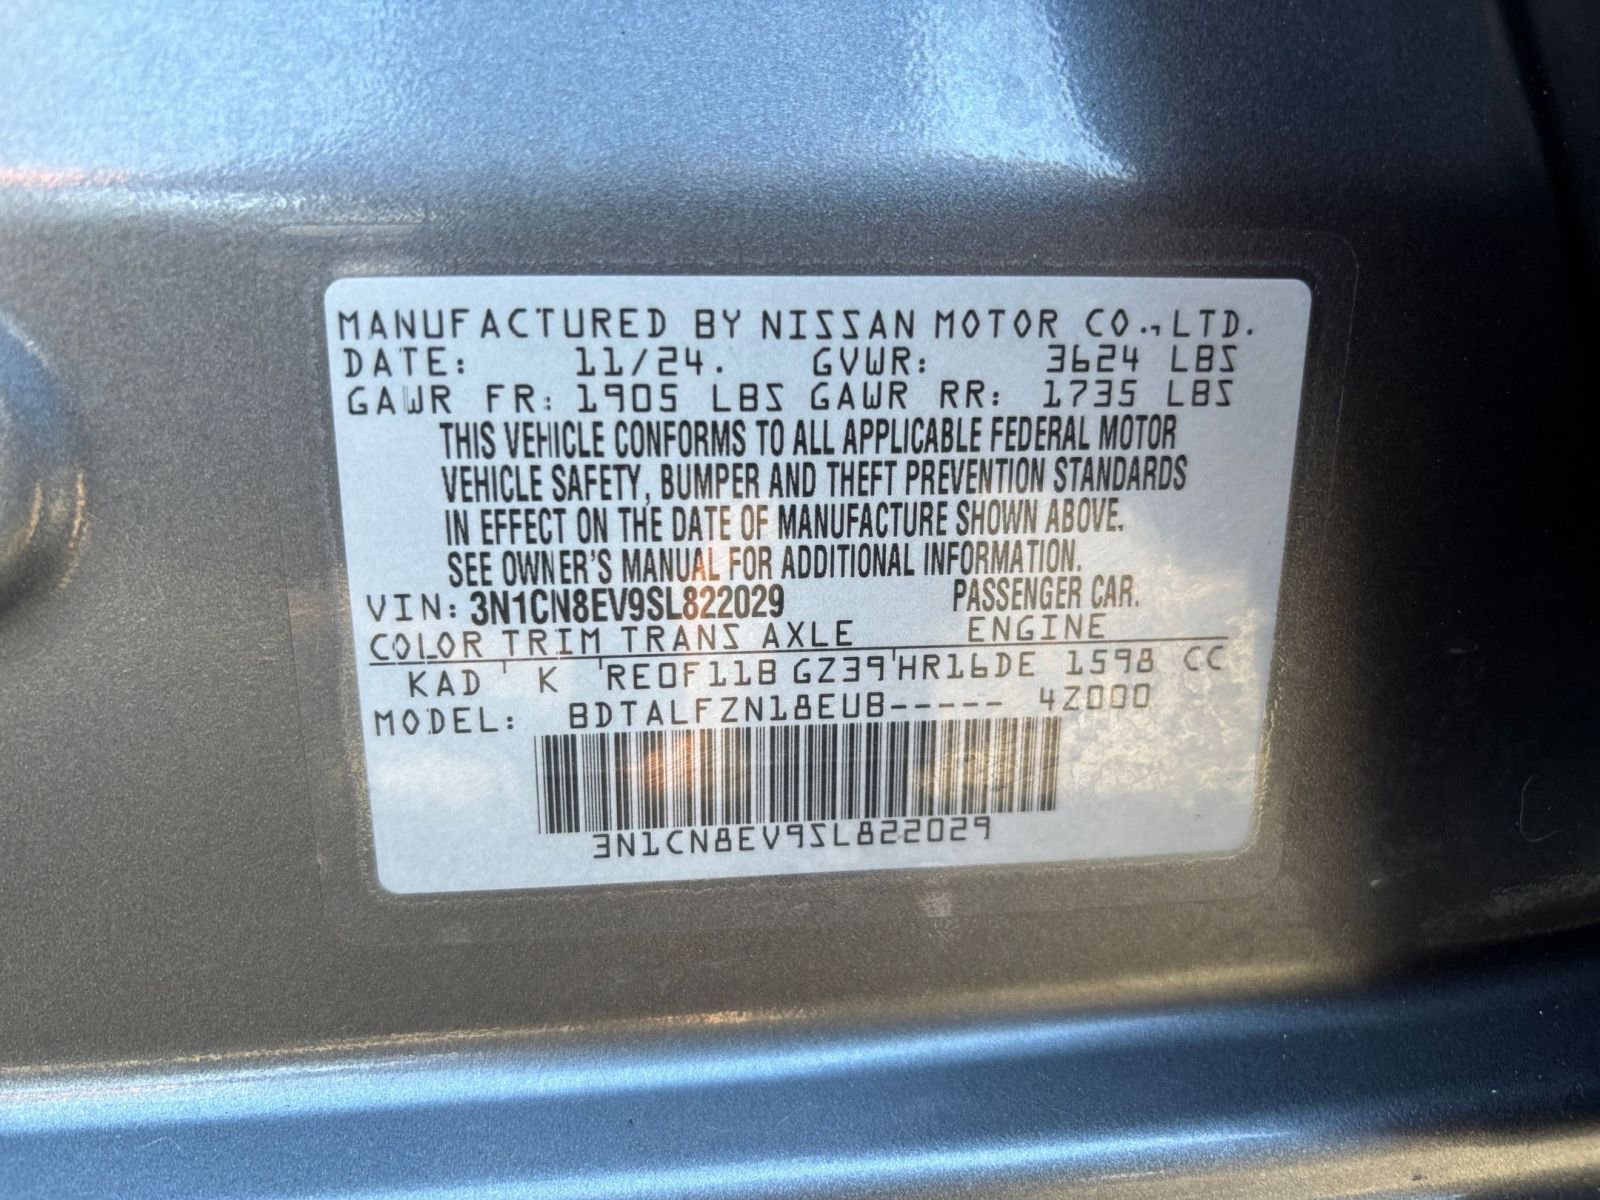 MANUFACTURED BY NISSAN MOTOR CO.,LTD.
DATE: 11/24. GVWR: 3624 LBS
GAWR FR: 1905 LBS GAWR RR: 1735 LBS
THIS VEHICLE CONFORMS TO ALL APPLICABLE FEDERAL MOTOR
VEHICLE SAFETY, BUMPER AND THEFT PREVENTION STANDARDS
IN EFFECT ON THE DATE OF MANUFACTURE SHOWN ABOVE.
SEE OWNER'S MANUAL FOR ADDITIONAL INFORMATION.
VIN: 3N1CN8EV9SL822029 PASSENGER CAR.
COLOR TRIM TRANS AXLE ENGINE
KAD K RE0F11B GZ39 HR16DE 1598 CC
MODEL: BDTALFZN18EUB----- 4Z000
3N1CN8EV9SL822029